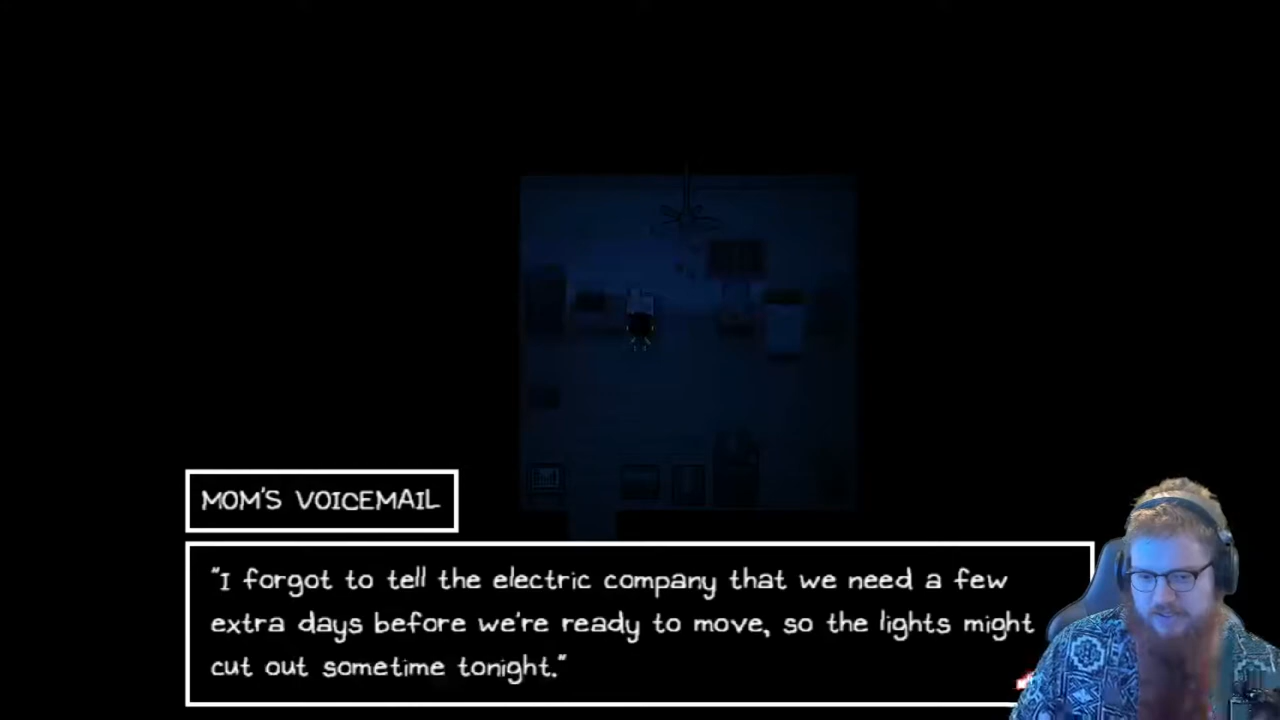 MOM'S VOICEMAIL
"I forgot to tell the electric company that we need a few
extra days before we're ready to move, so the lights might
cut out sometime tonight."